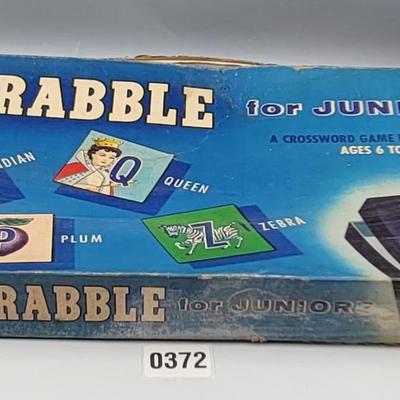 RABBLE for JUNI
A CROSSWORD GAME
AGES 6 TO
DIAN
Q
QUEEN
P
PLUM
Z
ZEBRA
RABBLE for JUNIORS
0372